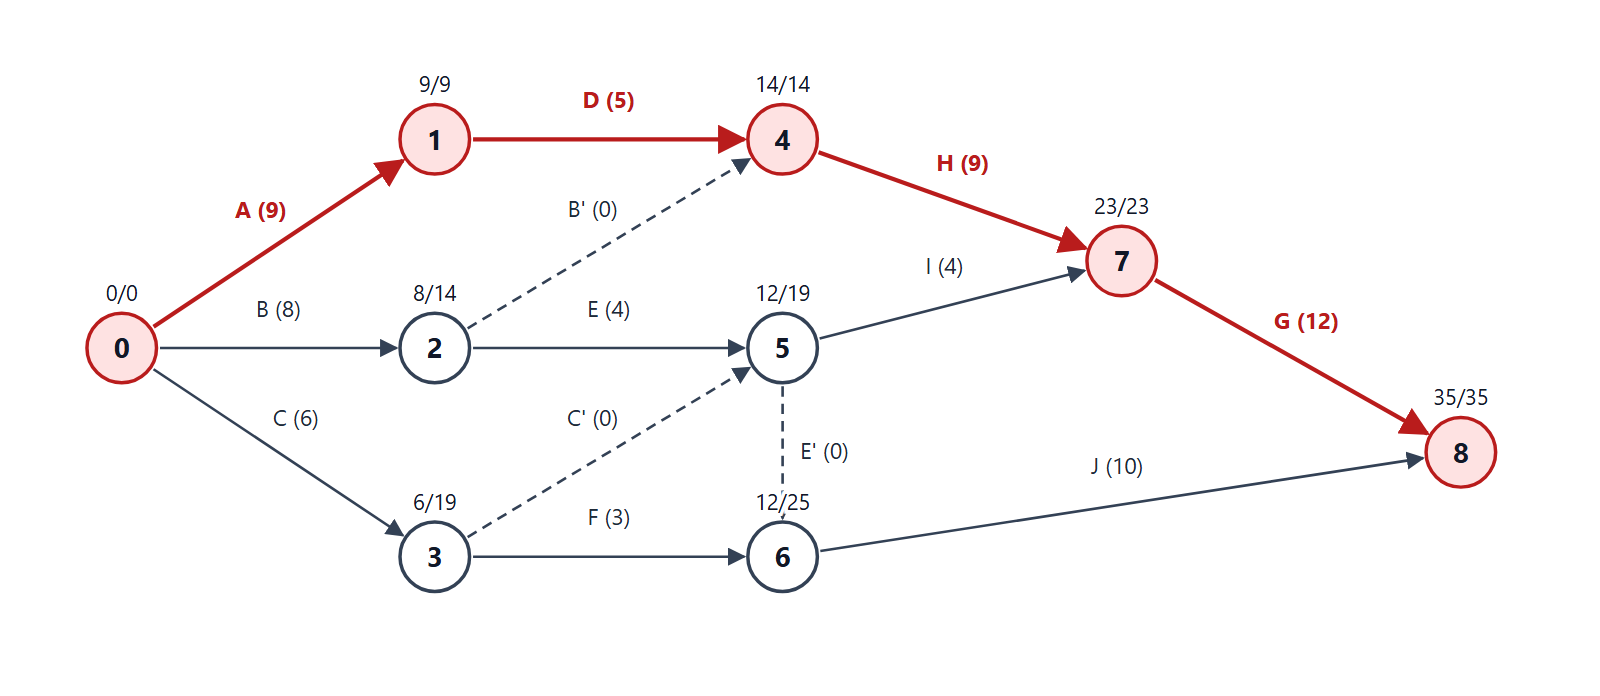 9/9
14/14
D (5)
1
4
H (9)
A (9)
B' (0)
23/23
I (4)
7
0/0
8/14
12/19
B (8)
E (4)
G (12)
0
2
5
35/35
C (6)
C' (0)
E' (0)
8
J (10)
6/19
12/25
F (3)
3
6